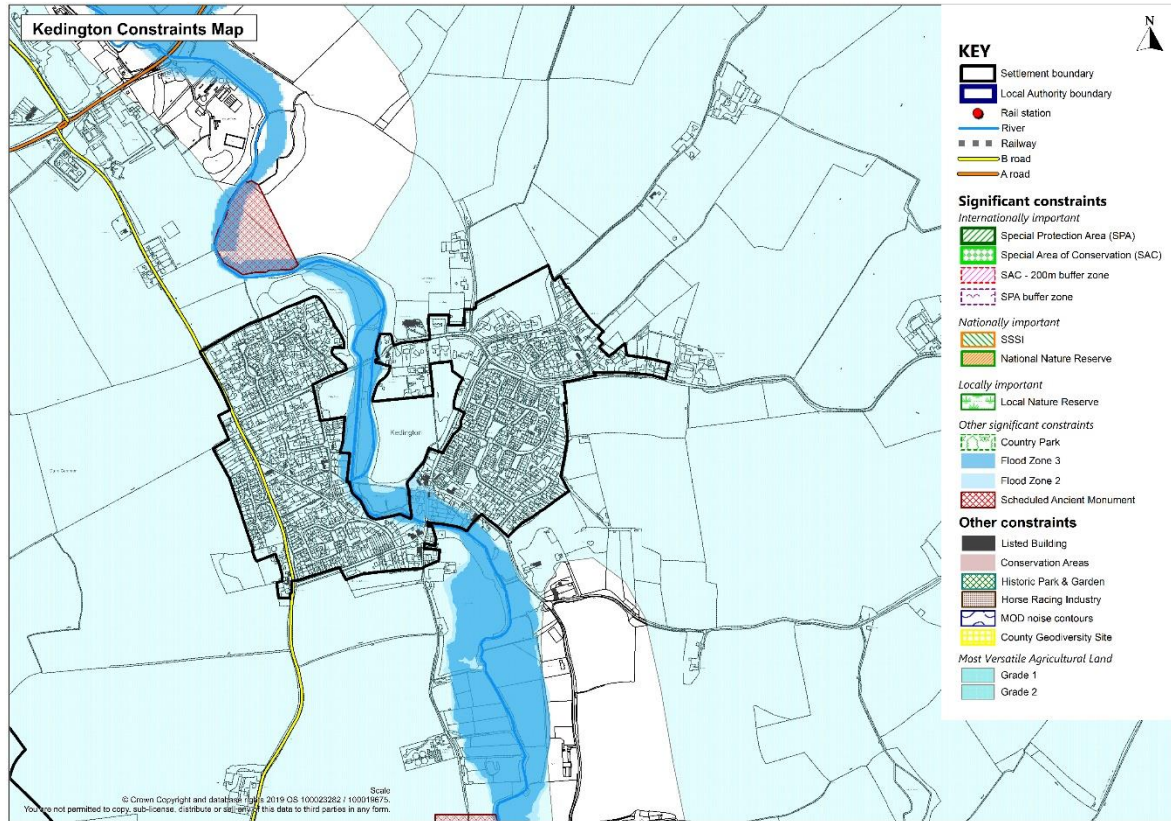 Kedington Constraints Map
N
KEY
Settlement boundary
Local Authority boundary
Rail station
River
Railway
B road
A road
Significant constraints
Internationally important
Special Protection Area (SPA)
Special Area of Conservation (SAC)
SAC - 200m buffer zone
SPA buffer zone
Nationally important
SSSI
National Nature Reserve
Locally important
Local Nature Reserve
Other significant constraints
Country Park
Flood Zone 3
Flood Zone 2
Scheduled Ancient Monument
Other constraints
Listed Building
Conservation Areas
Historic Park & Garden
Horse Racing Industry
MOD noise contours
County Geodiversity Site
Most Versatile Agricultural Land
Grade 1
Grade 2
Kedington
Scale
© Crown Copyright and database rights 2019 OS 100023282 / 100019675.
You are not permitted to copy, sub-license, distribute or sell any of this data to third parties in any form.